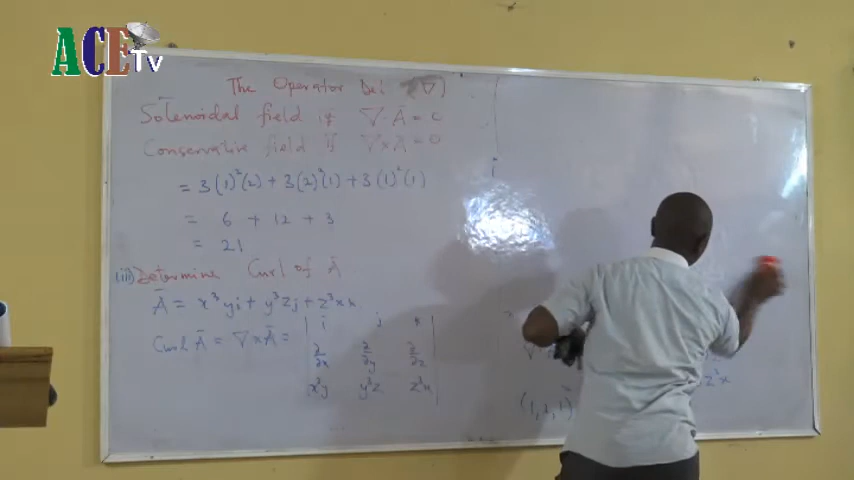 ACE TV
The Operator Del (∇)
Solenoidal field if ∇·Ā = 0
Conservative field if ∇×Ā = 0
= 3(1)²(2) + 3(2)²(1) + 3(1)²(1)
= 6 + 12 + 3
= 21
(iii) Determine Curl of Ā
Ā = x³yi + y³zj + z³xk
Curl Ā = ∇×Ā = | i j k |
∂/∂x ∂/∂y ∂/∂z
x³y y³z z³x
i
∇
(1,2,1)
3z²x